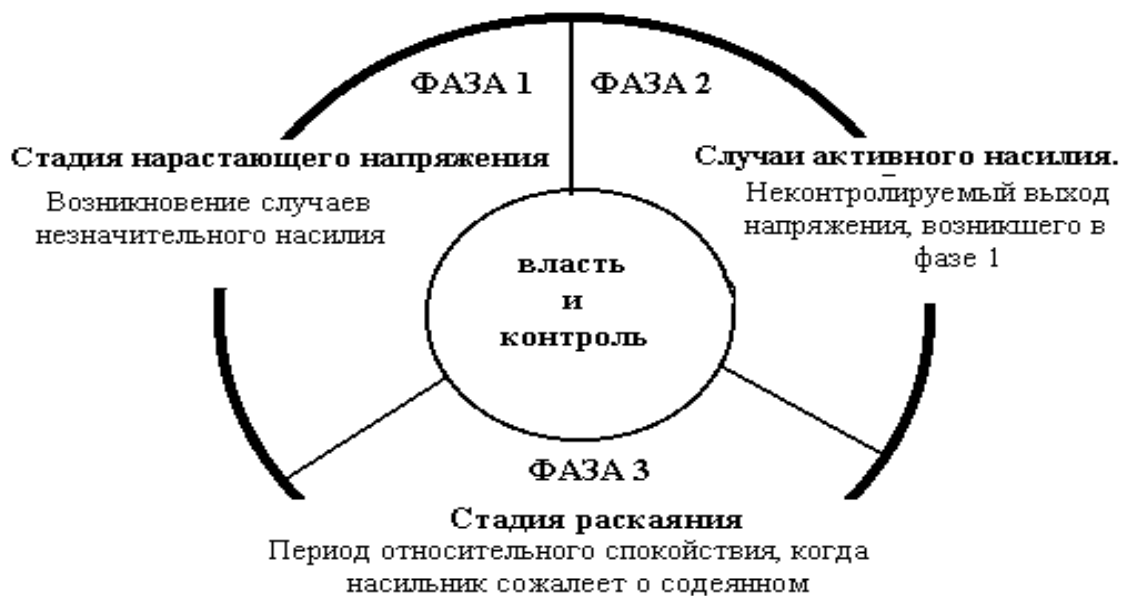 ФАЗА 1
Стадия нарастающего напряжения
Возникновение случаев
незначительного насилия
ФАЗА 2
Случаи активного насилия.
Неконтролируемый выход
напряжения, возникшего в
фазе 1
власть
и
контроль
ФАЗА 3
Стадия раскаяния
Период относительного спокойствия, когда
насильник сожалеет о содеянном